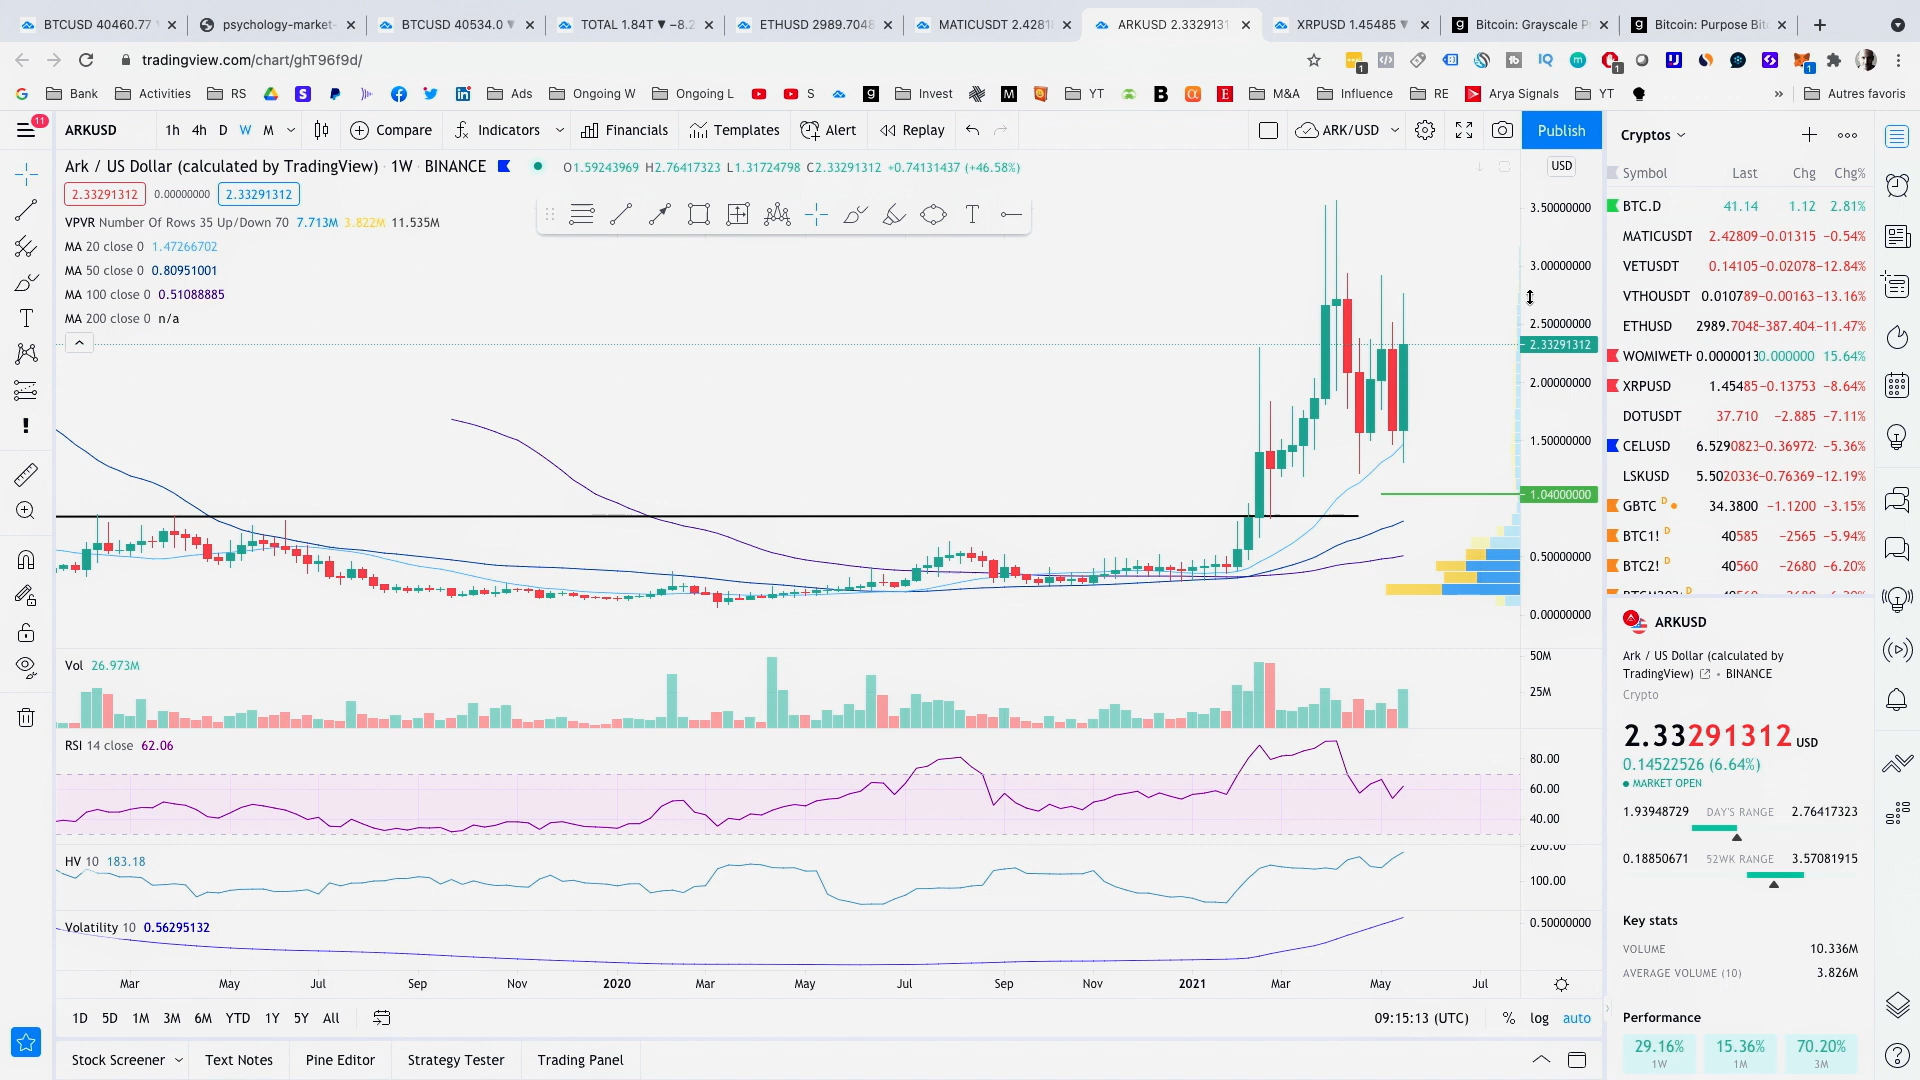 BTCUSD 40460.77
psychology-market-
BTCUSD 40534.0 ▼
TOTAL 1.84T ▼ −8.2
ETHUSD 2989.7048
MATICUSDT 2.4281
ARKUSD 2.3329131
XRPUSD 1.45485 ▼
Bitcoin: Grayscale P
Bitcoin: Purpose Bit
tradingview.com/chart/ghT96f9d/
Bank
Activities
RS
Ads
Ongoing W
Ongoing L
S
Invest
YT
M&A
Influence
RE
Arya Signals
YT
»
Autres favoris
11
ARKUSD
1h
4h
D
W
M
Compare
Indicators
Financials
Templates
Alert
Replay
ARK/USD
Publish
Cryptos
Ark / US Dollar (calculated by TradingView) · 1W · BINANCE
O1.59243969 H2.76417323 L1.31724798 C2.33291312 +0.74131437 (+46.58%)
USD
2.33291312
0.00000000
2.33291312
VPVR Number Of Rows 35 Up/Down 70 7.713M 3.822M 11.535M
MA 20 close 0 1.47266702
MA 50 close 0 0.80951001
MA 100 close 0 0.51088885
MA 200 close 0 n/a
3.50000000
3.00000000
2.50000000
2.33291312
2.00000000
1.50000000
1.04000000
0.50000000
0.00000000
Vol 26.973M
50M
25M
RSI 14 close 62.06
80.00
60.00
40.00
HV 10 183.18
200.00
100.00
Volatility 10 0.56295132
0.50000000
Mar
May
Jul
Sep
Nov
2020
Mar
May
Jul
Sep
Nov
2021
Mar
May
Jul
1D 5D 1M 3M 6M YTD 1Y 5Y All
09:15:13 (UTC)
%
log
auto
Stock Screener
Text Notes
Pine Editor
Strategy Tester
Trading Panel
Symbol Last Chg Chg%
BTC.D 41.14 1.12 2.81%
MATICUSDT 2.42809 −0.01315 −0.54%
VETUSDT 0.14105 −0.02078 −12.84%
VTHOUSDT 0.010789 −0.00163 −13.16%
ETHUSD 2989.7048 −387.404 −11.47%
WOMIWETH 0.0000013 0.000000 15.64%
XRPUSD 1.45485 −0.13753 −8.64%
DOTUSDT 37.710 −2.885 −7.11%
CELUSD 6.5290823 −0.36972 −5.36%
LSKUSD 5.5020336 −0.76369 −12.19%
GBTC D 34.3800 −1.1200 −3.15%
BTC1! D 40585 −2565 −5.94%
BTC2! D 40560 −2680 −6.20%
ARKUSD
Ark / US Dollar (calculated by
TradingView) • BINANCE
Crypto
2.33291312 USD
0.14522526 (6.64%)
MARKET OPEN
1.93948729 DAY'S RANGE 2.76417323
0.18850671 52WK RANGE 3.57081915
Key stats
VOLUME 10.336M
AVERAGE VOLUME (10) 3.826M
Performance
29.16% 15.36% 70.20%
1W 1M 3M